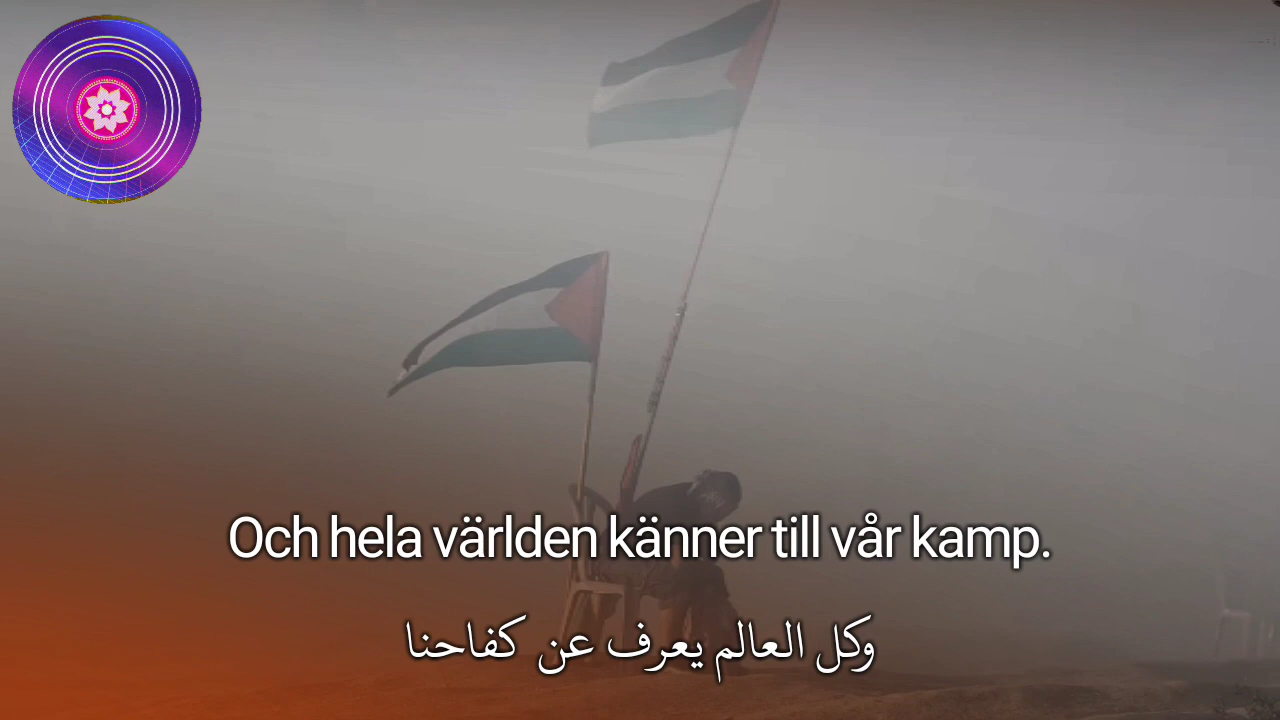 Och hela världen känner till vår kamp.
وكل العالم يعرف عن كفاحنا